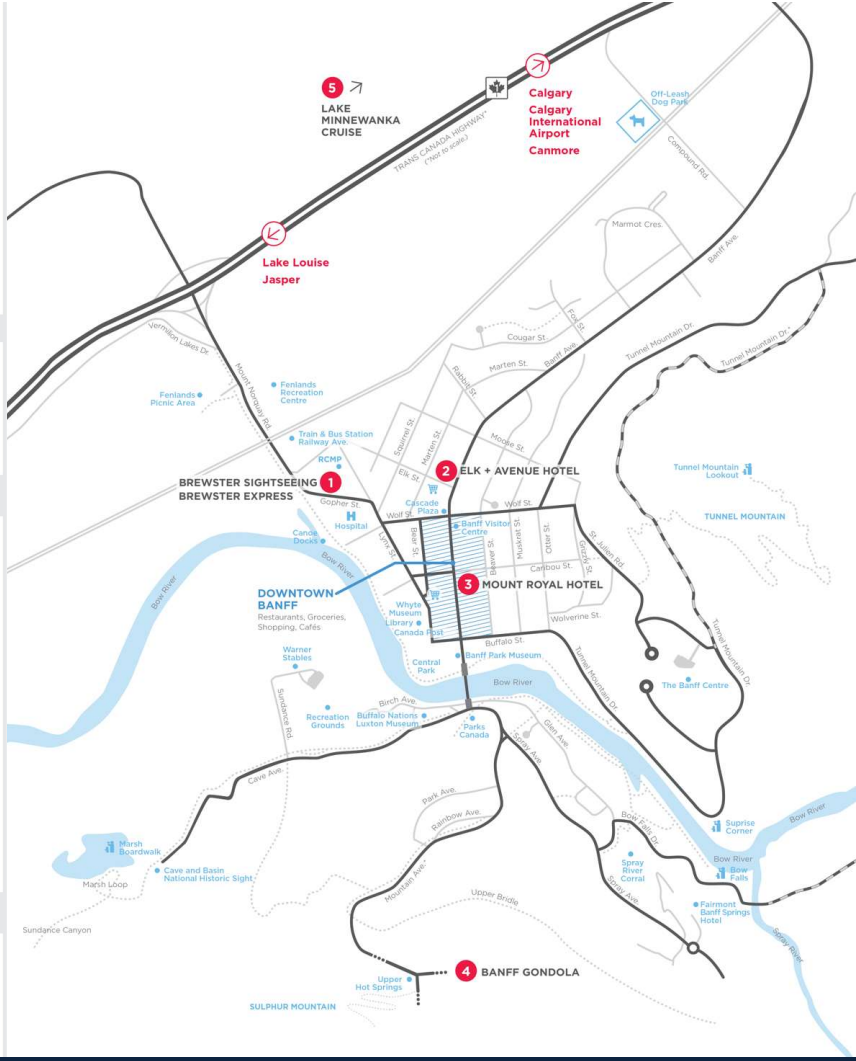 5
LAKE
MINNEWANKA
CRUISE
TRANS CANADA HIGHWAY*
(*Not to scale)
Calgary
Calgary
International
Airport
Canmore
Off-Leash
Dog Park
Compound Rd.
Lake Louise
Jasper
Marmot Cres.
Banff Ave.
Vermilion Lakes Dr.
Mount Norquay Rd.
Fenlands
Picnic Area
Fenlands
Recreation
Centre
Cougar St.
Fox St.
Marten St.
Banff Ave.
Rabbit St.
Tunnel Mountain Dr.
Tunnel Mountain Dr.*
Train & Bus Station
Railway Ave.
RCMP
Squirrel St.
Marten St.
Moose St.
Elk St.
BREWSTER SIGHTSEEING
BREWSTER EXPRESS
1
2
ELK + AVENUE HOTEL
Tunnel Mountain
Lookout
TUNNEL MOUNTAIN
Gopher St.
H
Hospital
Wolf St.
Cascade
Plaza
Wolf St.
Banff Visitor
Centre
Canoe
Docks
Lynx St.
Bear St.
Beaver St.
Muskrat St.
Otter St.
Grizzly St.
St. Julien Rd.
Caribou St.
Bow River
Bow River
DOWNTOWN
BANFF
Restaurants, Groceries,
Shopping, Cafés
3
MOUNT ROYAL HOTEL
Whyte
Museum
Library
Canada Post
Wolverine St.
Buffalo St.
Warner
Stables
Central
Park
Banff Park Museum
Tunnel Mountain Dr.
Tunnel Mountain Dr.
The Banff Centre
Bow River
Sundance Rd.
Birch Ave.
Recreation
Grounds
Buffalo Nations
Luxton Museum
Parks
Canada
Glen Ave.
Spray Ave.
Cave Ave.
Park Ave.
Rainbow Ave.
Bow Falls Dr.
Suprise
Corner
Bow River
Bow River
Bow
Falls
Marsh
Boardwalk
Marsh Loop
Cave and Basin
National Historic Sight
Mountain Ave.*
Upper Bridle
Spray
River
Corral
Spray Ave.
Fairmont
Banff Springs
Hotel
Sundance Canyon
Spray River
4
BANFF GONDOLA
Upper
Hot Springs
SULPHUR MOUNTAIN